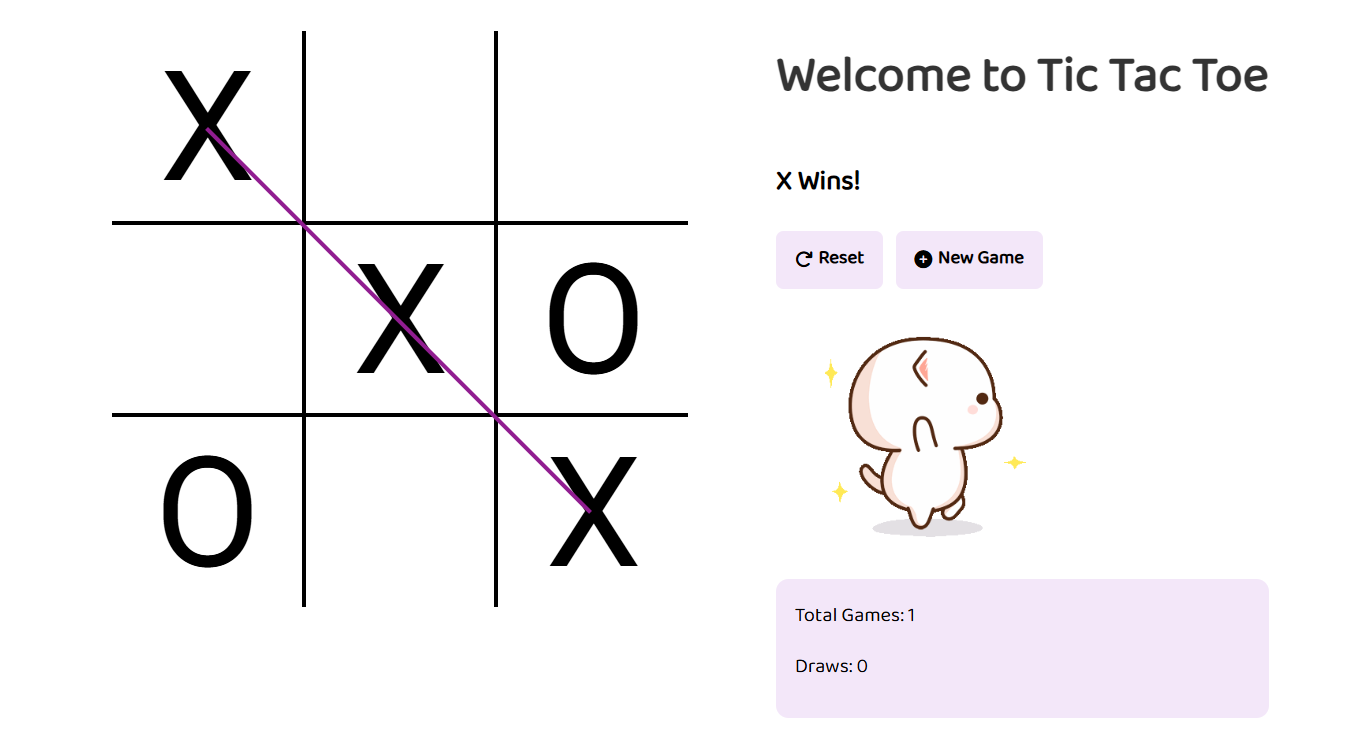 X
X O
O X
Welcome to Tic Tac Toe
X Wins!
Reset New Game
Total Games: 1
Draws: 0